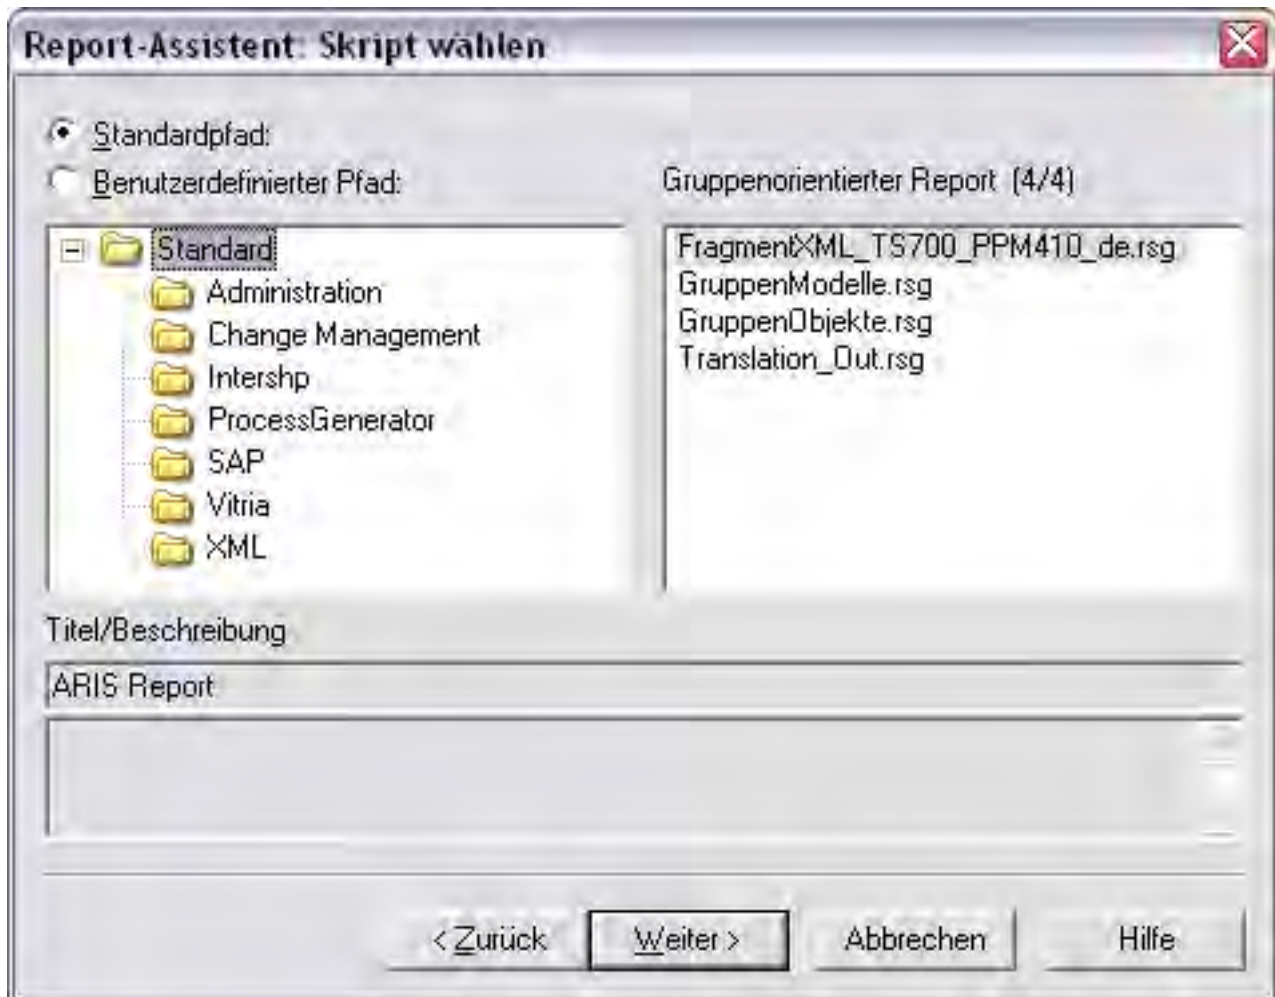 Report-Assistent: Skript wählen
Standardpfad:
Benutzerdefinierter Pfad:
Gruppenorientierter Report (4/4)
Standard
Administration
Change Management
Intershp
ProcessGenerator
SAP
Vitria
XML
FragmentXML_TS700_PPM410_de.rsg
GruppenModelle.rsg
GruppenObjekte.rsg
Translation_Out.rsg
Titel/Beschreibung
ARIS Report
< Zurück
Weiter >
Abbrechen
Hilfe